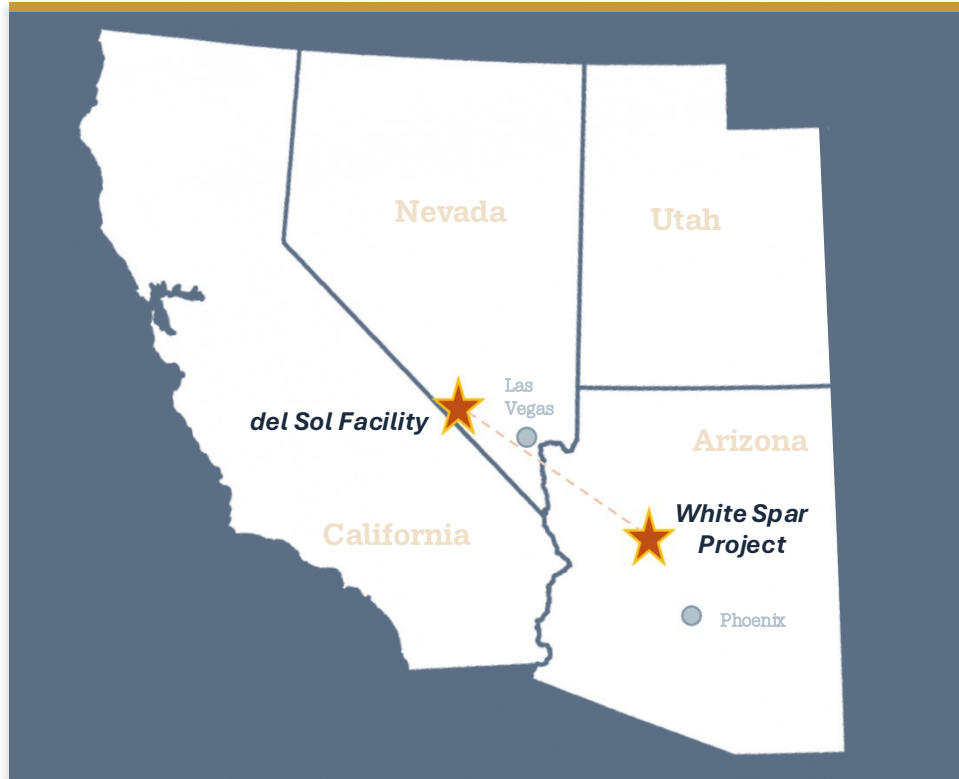 Nevada
Utah
Las
Vegas
del Sol Facility
Arizona
White Spar
Project
California
Phoenix